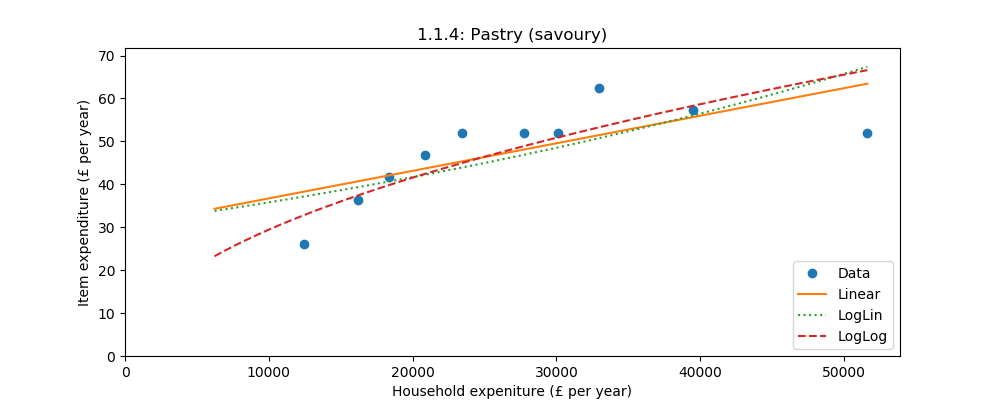 1.1.4: Pastry (savoury)
Item expenditure (£ per year)
70
60
50
40
30
20
10
0
0 10000 20000 30000 40000 50000
Household expeniture (£ per year)
Data
Linear
LogLin
LogLog